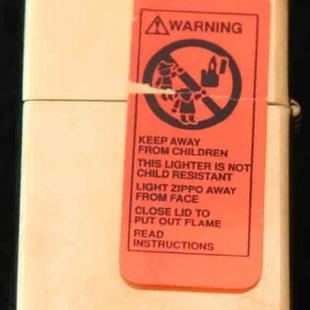 WARNING
KEEP AWAY
FROM CHILDREN
THIS LIGHTER IS NOT
CHILD RESISTANT
LIGHT ZIPPO AWAY
FROM FACE
CLOSE LID TO
PUT OUT FLAME
READ
INSTRUCTIONS